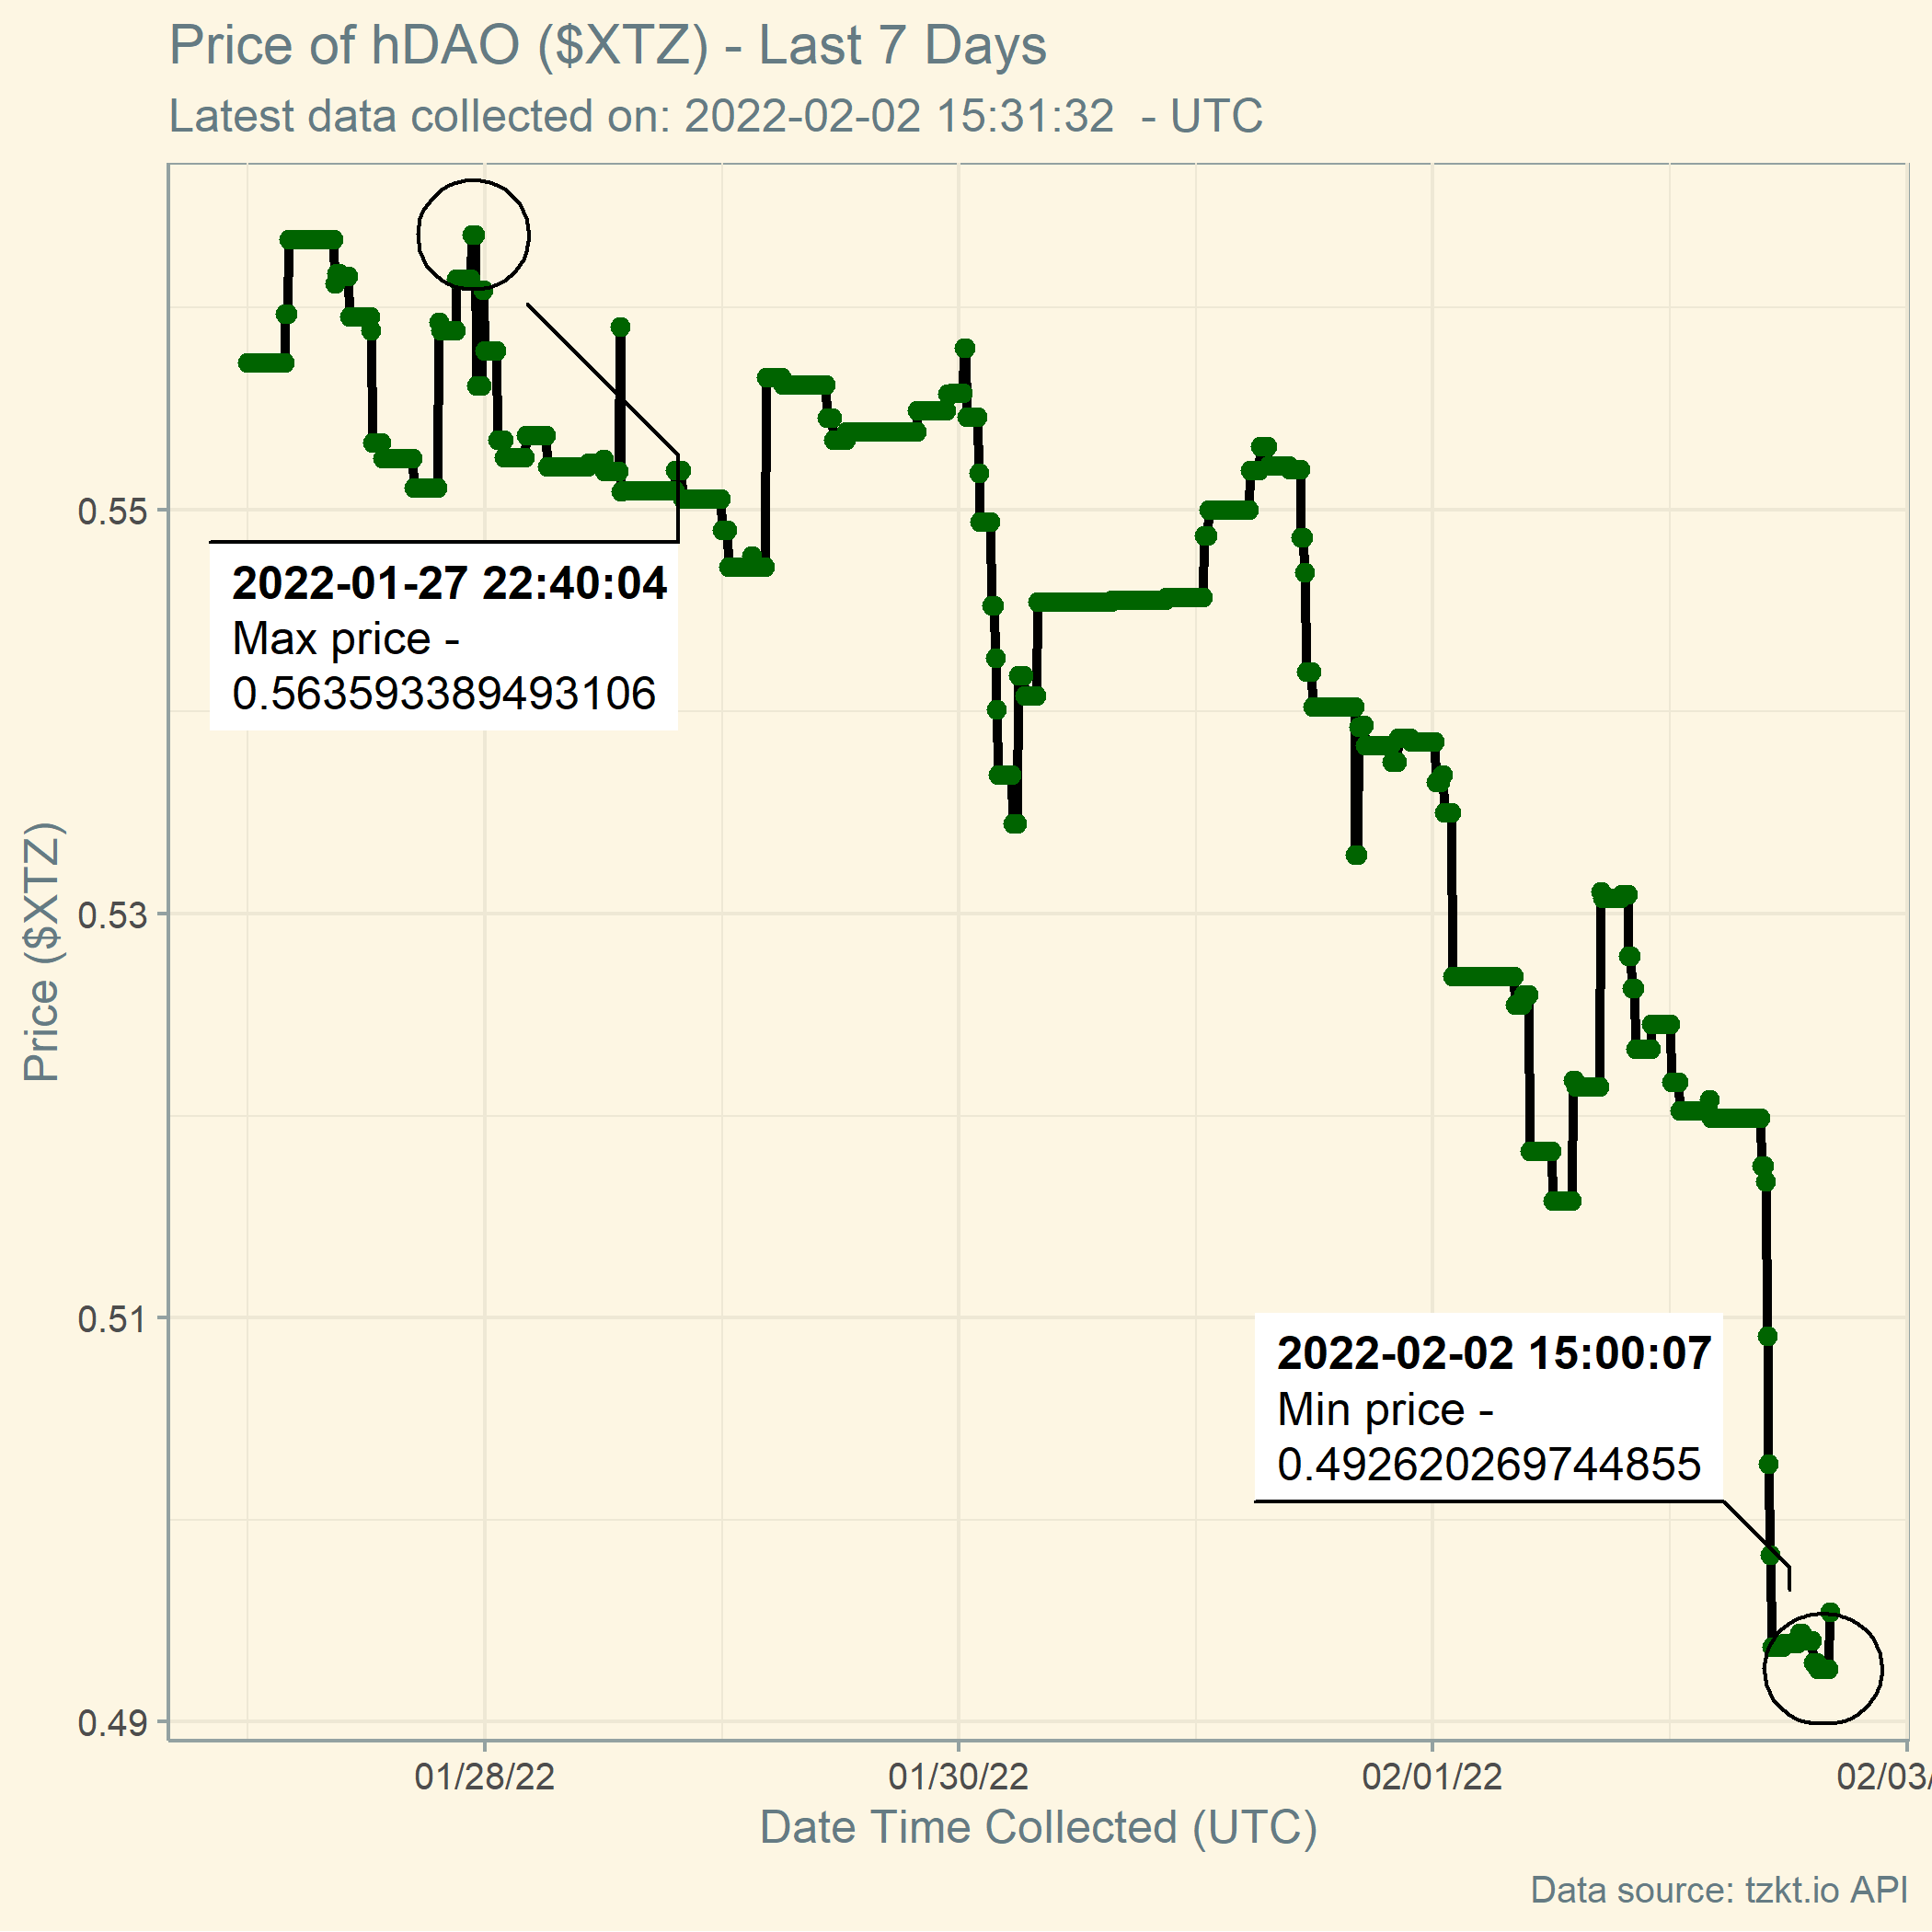 Price of hDAO ($XTZ) - Last 7 Days
Latest data collected on: 2022-02-02 15:31:32  - UTC
Price ($XTZ)
0.55
0.53
0.51
0.49
2022-01-27 22:40:04
Max price -
0.563593389493106
2022-02-02 15:00:07
Min price -
0.492620269744855
01/28/22
01/30/22
02/01/22
02/03/
Date Time Collected (UTC)
Data source: tzkt.io API